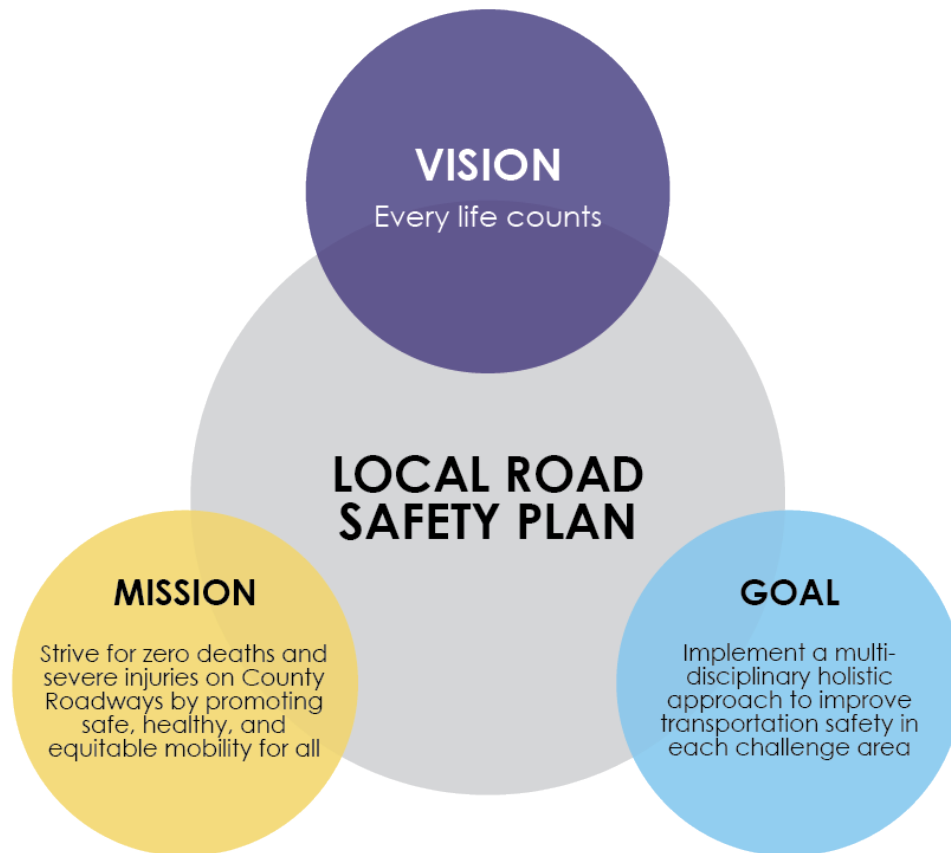 VISION
Every life counts
LOCAL ROAD
SAFETY PLAN
MISSION
Strive for zero deaths and
severe injuries on County
Roadways by promoting
safe, healthy, and
equitable mobility for all
GOAL
Implement a multi-
disciplinary holistic
approach to improve
transportation safety in
each challenge area